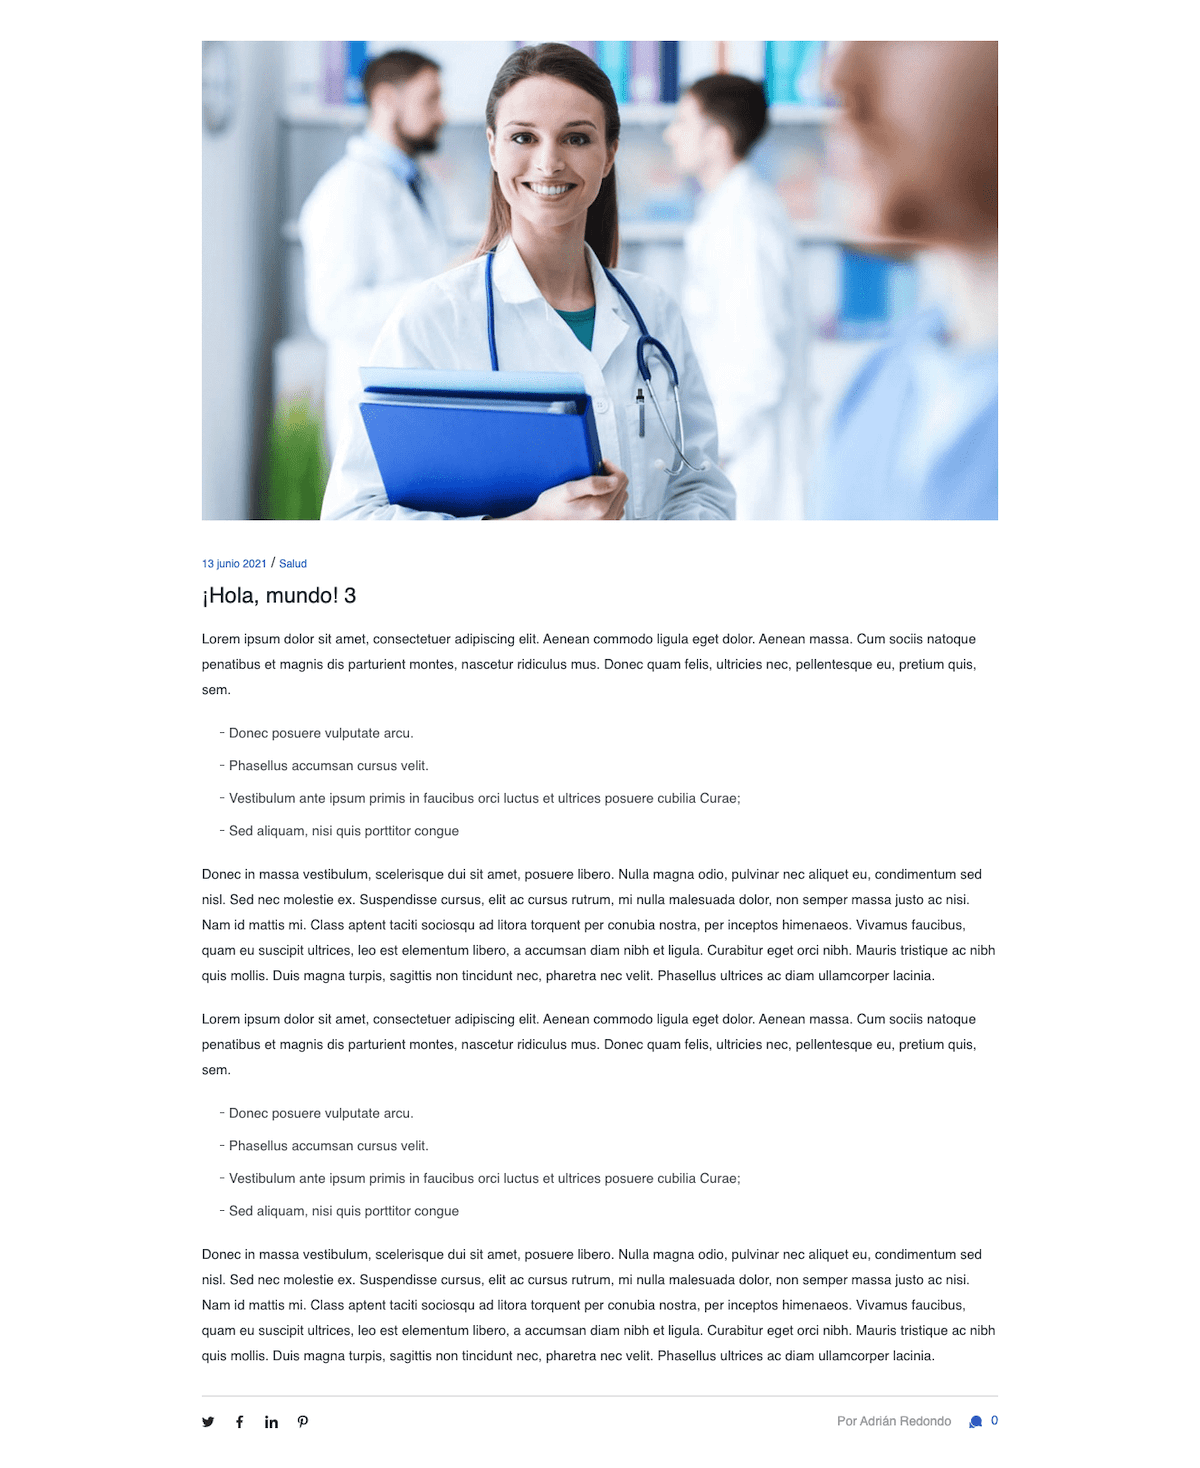 13 junio 2021 / Salud
¡Hola, mundo! 3
Lorem ipsum dolor sit amet, consectetuer adipiscing elit. Aenean commodo ligula eget dolor. Aenean massa. Cum sociis natoque
penatibus et magnis dis parturient montes, nascetur ridiculus mus. Donec quam felis, ultricies nec, pellentesque eu, pretium quis,
sem.
- Donec posuere vulputate arcu.
- Phasellus accumsan cursus velit.
- Vestibulum ante ipsum primis in faucibus orci luctus et ultrices posuere cubilia Curae;
- Sed aliquam, nisi quis porttitor congue
Donec in massa vestibulum, scelerisque dui sit amet, posuere libero. Nulla magna odio, pulvinar nec aliquet eu, condimentum sed
nisl. Sed nec molestie ex. Suspendisse cursus, elit ac cursus rutrum, mi nulla malesuada dolor, non semper massa justo ac nisi.
Nam id mattis mi. Class aptent taciti sociosqu ad litora torquent per conubia nostra, per inceptos himenaeos. Vivamus faucibus,
quam eu suscipit ultrices, leo est elementum libero, a accumsan diam nibh et ligula. Curabitur eget orci nibh. Mauris tristique ac nibh
quis mollis. Duis magna turpis, sagittis non tincidunt nec, pharetra nec velit. Phasellus ultrices ac diam ullamcorper lacinia.
Lorem ipsum dolor sit amet, consectetuer adipiscing elit. Aenean commodo ligula eget dolor. Aenean massa. Cum sociis natoque
penatibus et magnis dis parturient montes, nascetur ridiculus mus. Donec quam felis, ultricies nec, pellentesque eu, pretium quis,
sem.
- Donec posuere vulputate arcu.
- Phasellus accumsan cursus velit.
- Vestibulum ante ipsum primis in faucibus orci luctus et ultrices posuere cubilia Curae;
- Sed aliquam, nisi quis porttitor congue
Donec in massa vestibulum, scelerisque dui sit amet, posuere libero. Nulla magna odio, pulvinar nec aliquet eu, condimentum sed
nisl. Sed nec molestie ex. Suspendisse cursus, elit ac cursus rutrum, mi nulla malesuada dolor, non semper massa justo ac nisi.
Nam id mattis mi. Class aptent taciti sociosqu ad litora torquent per conubia nostra, per inceptos himenaeos. Vivamus faucibus,
quam eu suscipit ultrices, leo est elementum libero, a accumsan diam nibh et ligula. Curabitur eget orci nibh. Mauris tristique ac nibh
quis mollis. Duis magna turpis, sagittis non tincidunt nec, pharetra nec velit. Phasellus ultrices ac diam ullamcorper lacinia.
Por Adrián Redondo 0